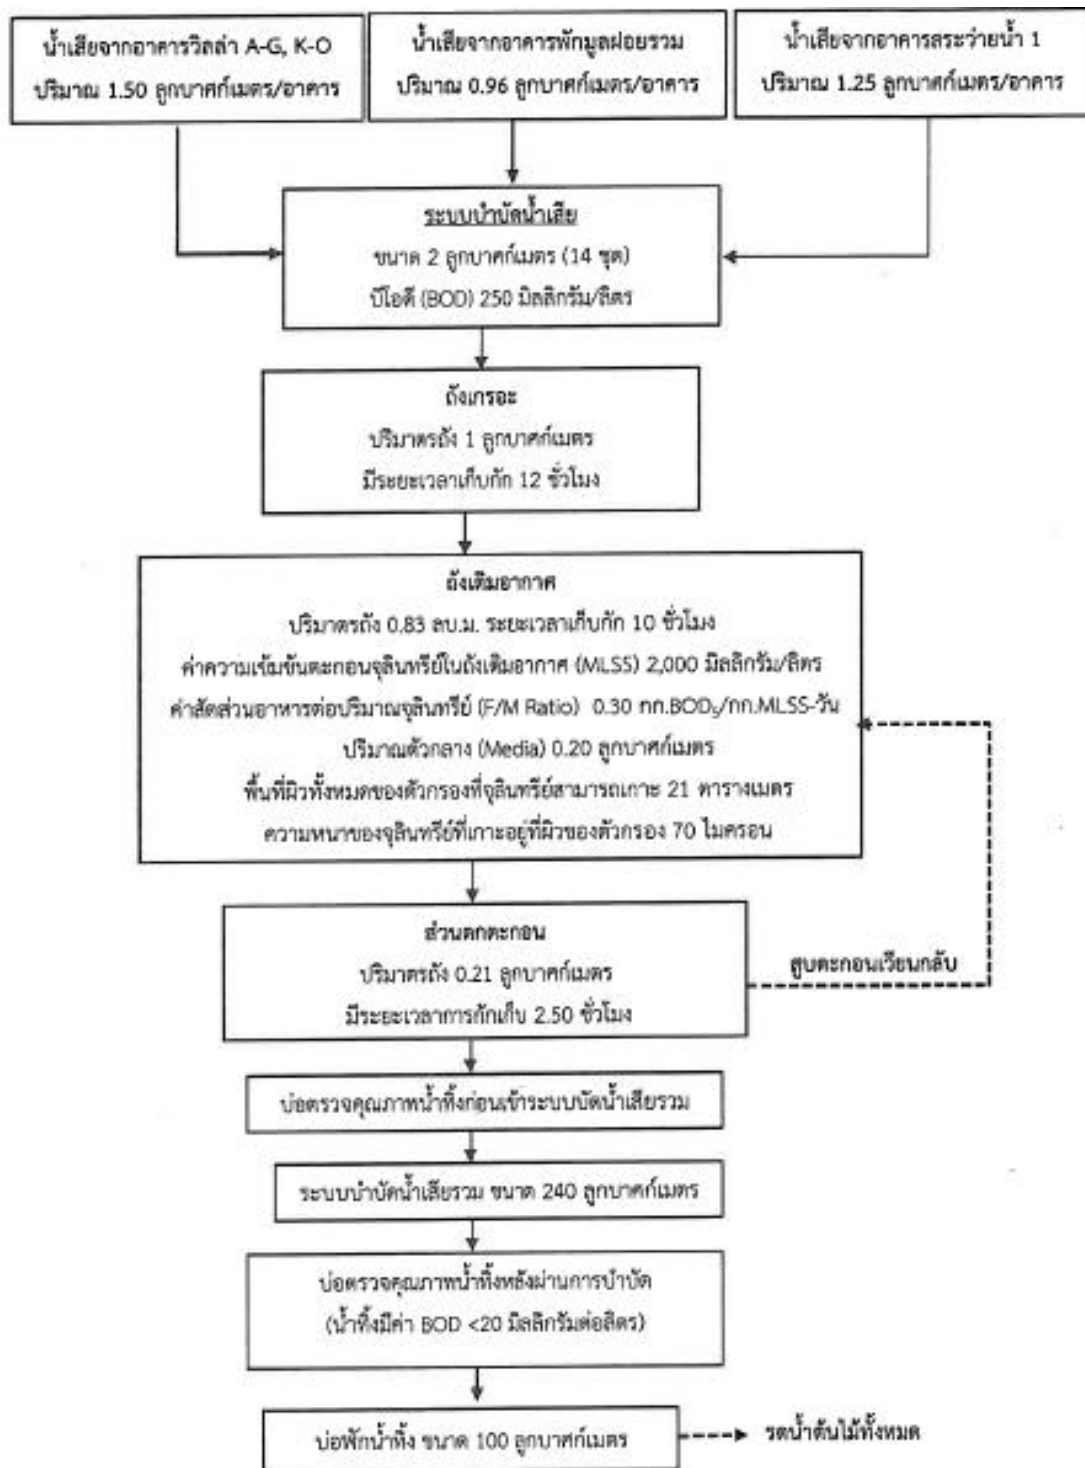 น้ำเสียจากอาคารวิลล่า A-G, K-O
ปริมาณ 1.50 ลูกบาศก์เมตร/อาคาร
น้ำเสียจากอาคารพักมูลฝอยรวม
ปริมาณ 0.96 ลูกบาศก์เมตร/อาคาร
น้ำเสียจากอาคารสระว่ายน้ำ 1
ปริมาณ 1.25 ลูกบาศก์เมตร/อาคาร
ระบบบำบัดน้ำเสีย
ขนาด 2 ลูกบาศก์เมตร (14 ชุด)
บีโอดี (BOD) 250 มิลลิกรัม/ลิตร
ถังเกรอะ
ปริมาตรถัง 1 ลูกบาศก์เมตร
มีระยะเวลาเก็บกัก 12 ชั่วโมง
ถังเติมอากาศ
ปริมาตรถัง 0.83 ลบ.ม. ระยะเวลาเก็บกัก 10 ชั่วโมง
ค่าความเข้มข้นตะกอนจุลินทรีย์ในถังเติมอากาศ (MLSS) 2,000 มิลลิกรัม/ลิตร
ค่าสัดส่วนอาหารต่อปริมาณจุลินทรีย์ (F/M Ratio) 0.30 กก.BOD₅/กก.MLSS-วัน
ปริมาณตัวกลาง (Media) 0.20 ลูกบาศก์เมตร
พื้นที่ผิวทั้งหมดของตัวกรองที่จุลินทรีย์สามารถเกาะ 21 ตารางเมตร
ความหนาของจุลินทรีย์ที่เกาะอยู่ที่ผิวของตัวกรอง 70 ไมครอน
ส่วนตกตะกอน
ปริมาตรถัง 0.21 ลูกบาศก์เมตร
มีระยะเวลาการกักเก็บ 2.50 ชั่วโมง
สูบตะกอนเวียนกลับ
บ่อตรวจคุณภาพน้ำทิ้งก่อนเข้าระบบบัดน้ำเสียรวม
ระบบบำบัดน้ำเสียรวม ขนาด 240 ลูกบาศก์เมตร
บ่อตรวจคุณภาพน้ำทิ้งหลังผ่านการบำบัด
(น้ำทิ้งมีค่า BOD <20 มิลลิกรัมต่อลิตร)
บ่อพักน้ำทิ้ง ขนาด 100 ลูกบาศก์เมตร
รดน้ำต้นไม้ทั้งหมด